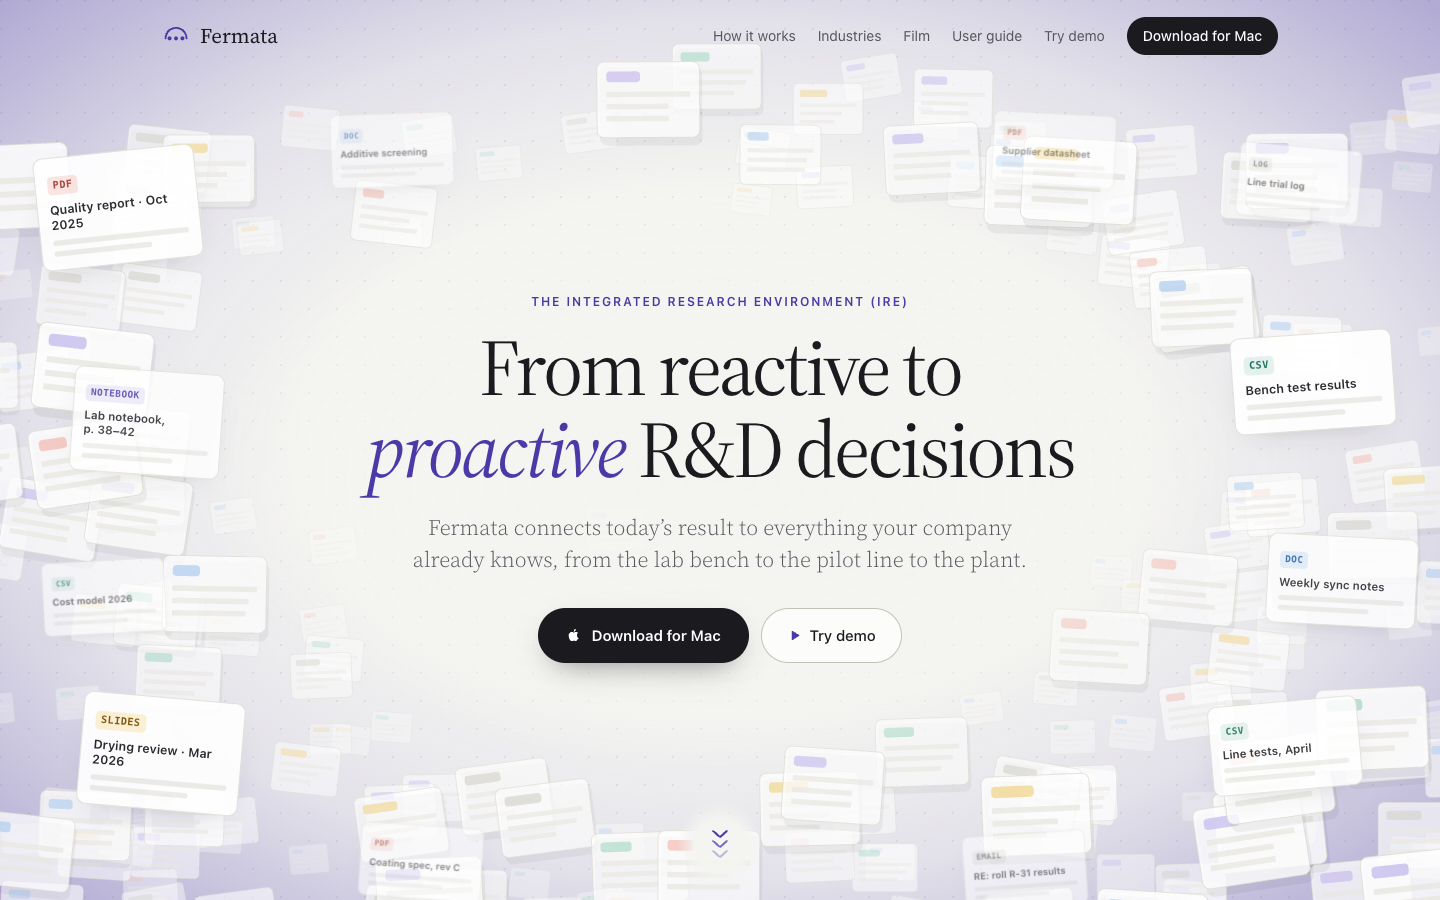 Fermata
How it works
Industries
Film
User guide
Try demo
Download for Mac
DOC
Additive screening
PDF
Supplier datasheet
LOG
Line trial log
PDF
Quality report · Oct
2025
THE INTEGRATED RESEARCH ENVIRONMENT (IRE)
From reactive to
proactive R&D decisions
Fermata connects today’s result to everything your company
already knows, from the lab bench to the pilot line to the plant.
Download for Mac
Try demo
NOTEBOOK
Lab notebook,
p. 38–42
CSV
Bench test results
CSV
Cost model 2026
DOC
Weekly sync notes
SLIDES
Drying review · Mar
2026
CSV
Line tests, April
PDF
Coating spec, rev C
EMAIL
RE: roll R-31 results